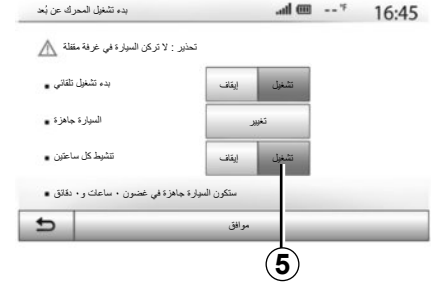 بدء تشغيل المحرك عن بُعد --°F 16:45
تحذير : لا تركن السيارة في غرفة مقفلة
بدء تشغيل تلقائي إيقاف تشغيل
السيارة جاهزة تغيير
تنشيط كل ساعتين إيقاف تشغيل
ستكون السيارة جاهزة في غضون ٠ ساعات و ٠ دقائق
موافق
5